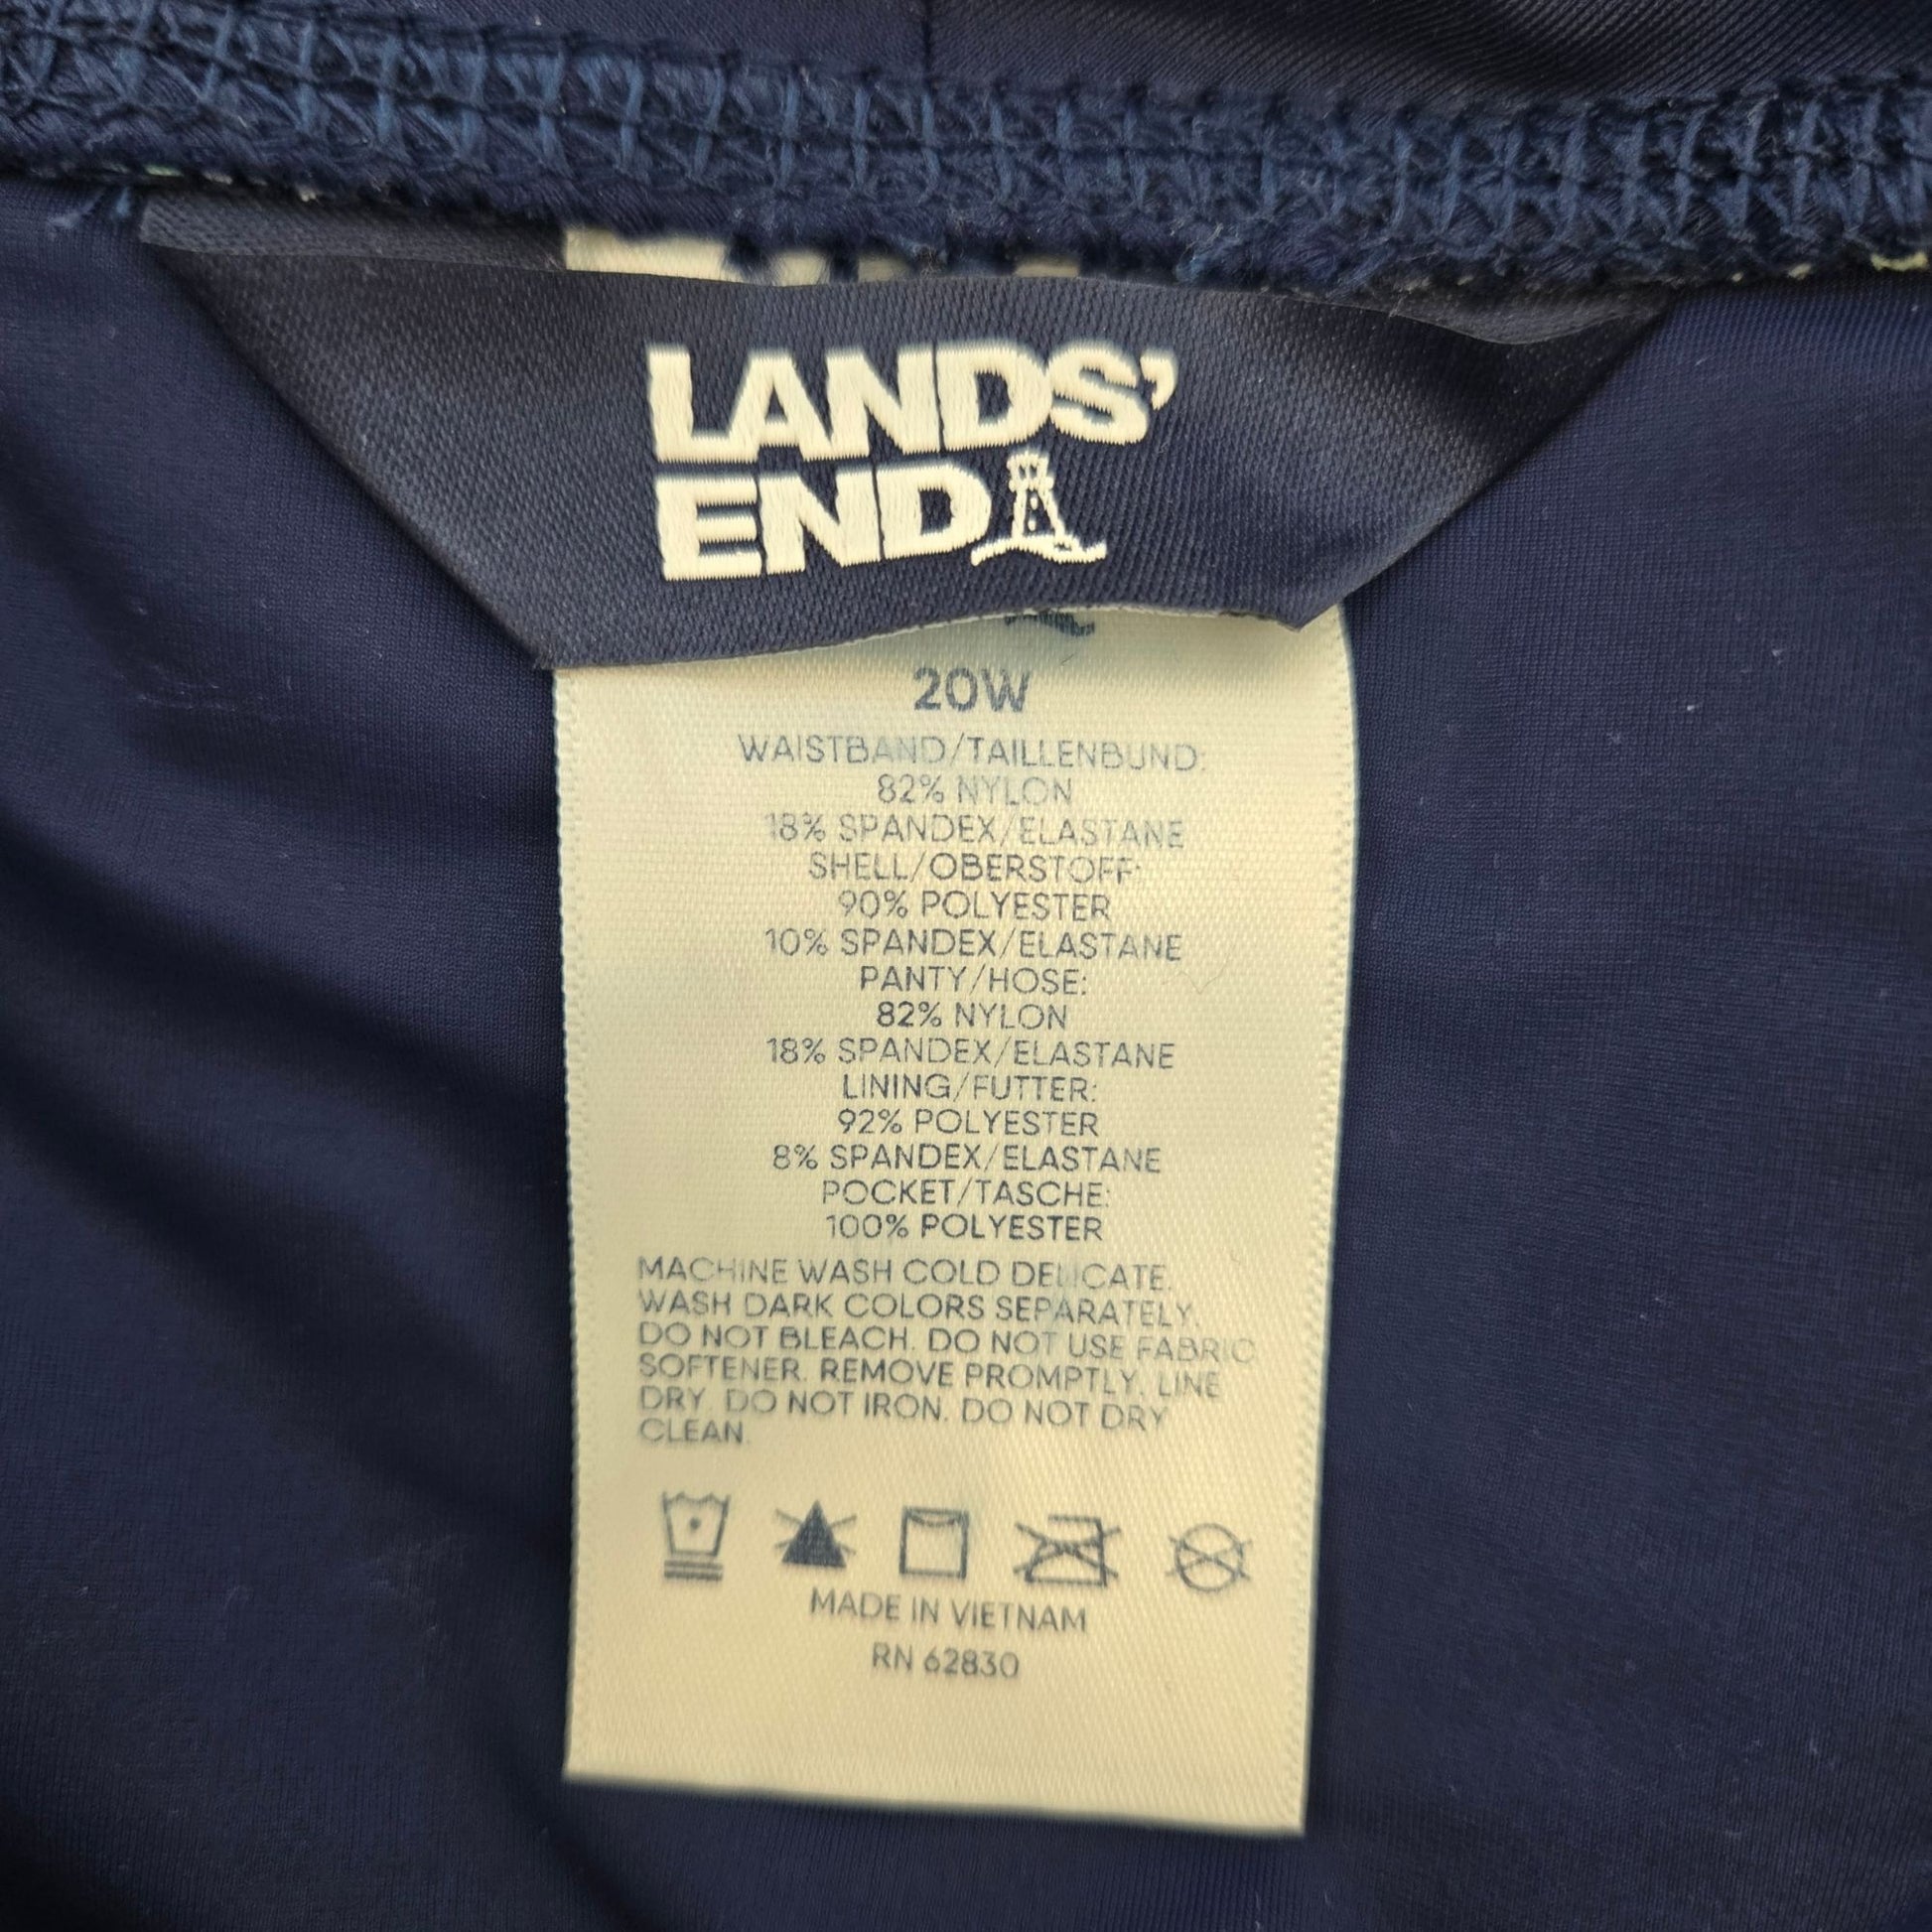 LANDS'
END
20W
WAISTBAND/TAILLENBUND:
82% NYLON
18% SPANDEX/ELASTANE
SHELL/OBERSTOFF:
90% POLYESTER
10% SPANDEX/ELASTANE
PANTY/HOSE:
82% NYLON
18% SPANDEX/ELASTANE
LINING/FUTTER:
92% POLYESTER
8% SPANDEX/ELASTANE
POCKET/TASCHE:
100% POLYESTER
MACHINE WASH COLD DELICATE.
WASH DARK COLORS SEPARATELY.
DO NOT BLEACH. DO NOT USE FABRIC
SOFTENER. REMOVE PROMPTLY. LINE
DRY. DO NOT IRON. DO NOT DRY
CLEAN.
MADE IN VIETNAM
RN 62830